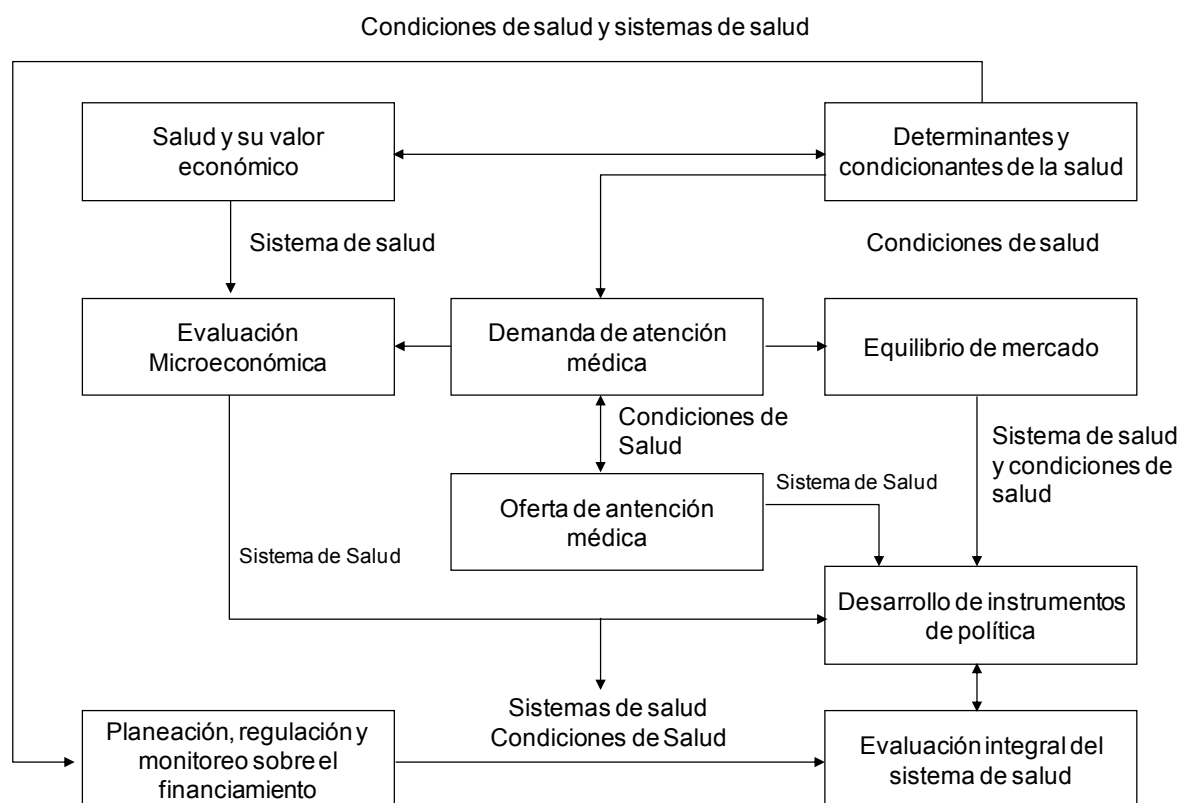 Condiciones de salud y sistemas de salud
Salud y su valor
económico
Determinantes y
condicionantes de la salud
Sistema de salud
Condiciones de salud
Evaluación
Microeconómica
Demanda de atención
médica
Equilibrio de mercado
Condiciones de
Salud
Sistema de salud
y condiciones de
salud
Oferta de antención
médica
Sistema de Salud
Sistema de Salud
Desarrollo de instrumentos
de política
Sistemas de salud
Condiciones de Salud
Planeación, regulación y
monitoreo sobre el
financiamiento
Evaluación integral del
sistema de salud